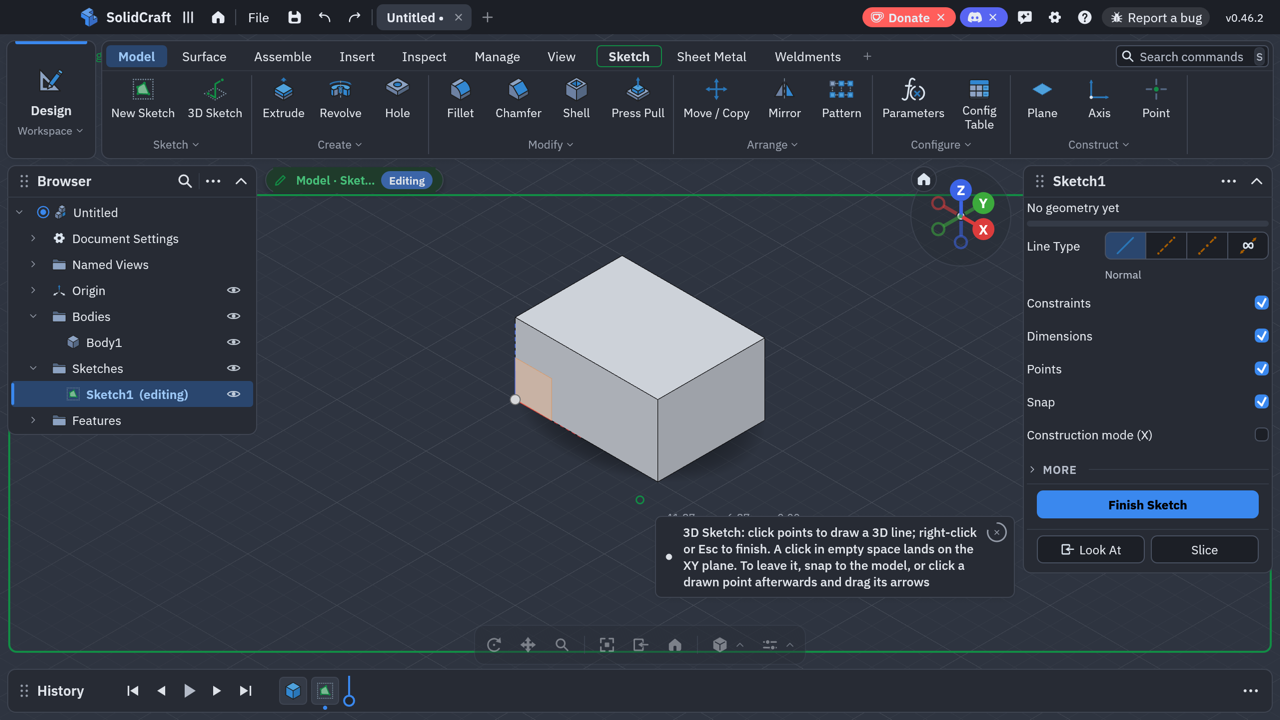 SolidCraft
File
Untitled •
Donate
Report a bug
v0.46.2
Design
Workspace
Model
Surface
Assemble
Insert
Inspect
Manage
View
Sketch
Sheet Metal
Weldments
Search commands
S
New Sketch
3D Sketch
Extrude
Revolve
Hole
Fillet
Chamfer
Shell
Press Pull
Move / Copy
Mirror
Pattern
Parameters
Config
Table
Plane
Axis
Point
Sketch
Create
Modify
Arrange
Configure
Construct
Browser
Untitled
Document Settings
Named Views
Origin
Bodies
Body1
Sketches
Sketch1 (editing)
Features
Model · Sket...
Editing
Z
Y
X
Sketch1
No geometry yet
Line Type
Normal
Constraints
Dimensions
Points
Snap
Construction mode (X)
MORE
Finish Sketch
Look At
Slice
3D Sketch: click points to draw a 3D line; right-click
or Esc to finish. A click in empty space lands on the
XY plane. To leave it, snap to the model, or click a
drawn point afterwards and drag its arrows
History